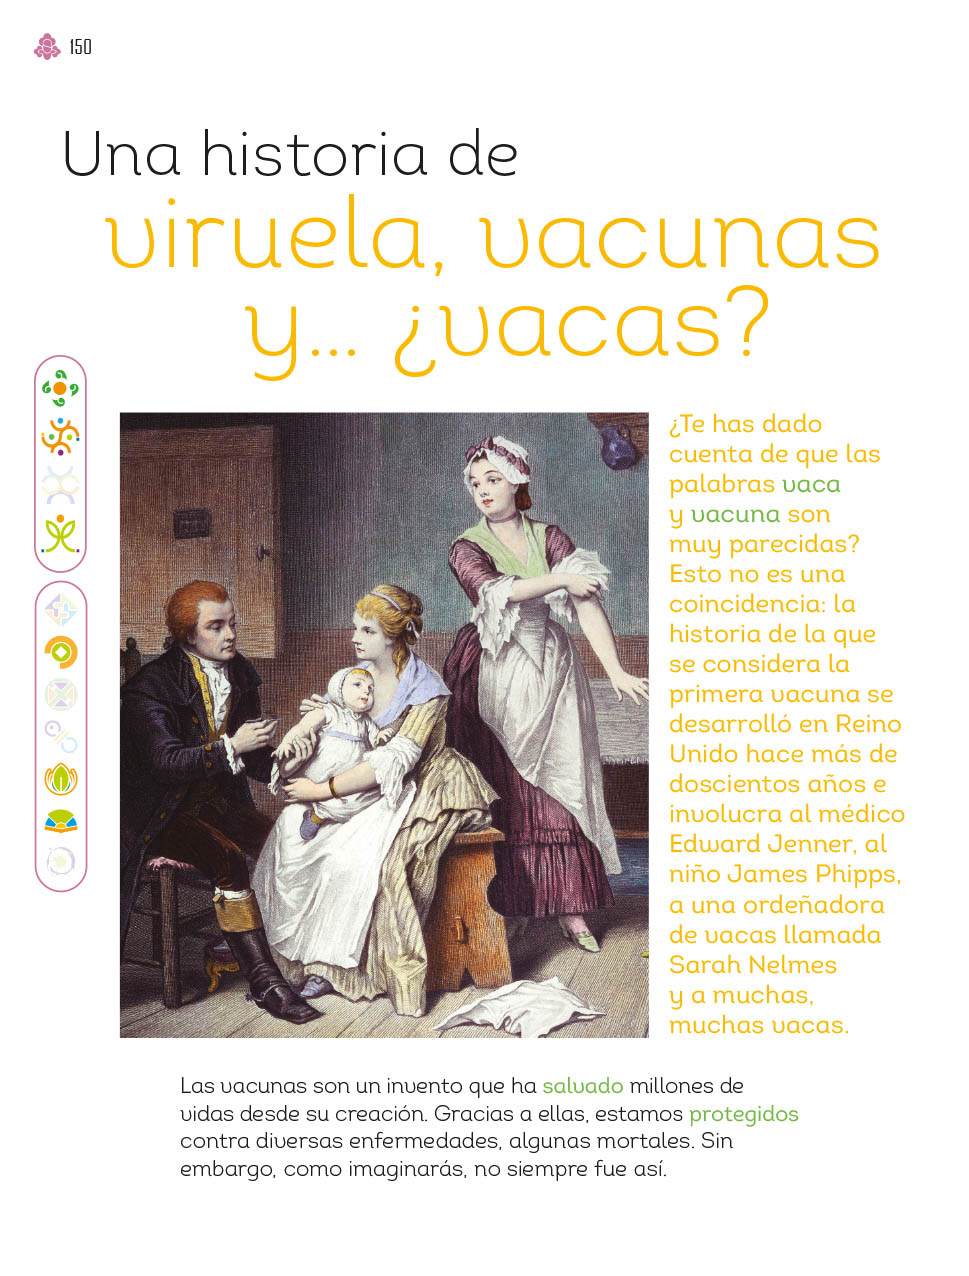 150
Una historia de
viruela, vacunas
y... ¿vacas?
¿Te has dado
cuenta de que las
palabras vaca
y vacuna son
muy parecidas?
Esto no es una
coincidencia: la
historia de la que
se considera la
primera vacuna se
desarrolló en Reino
Unido hace más de
doscientos años e
involucra al médico
Edward Jenner, al
niño James Phipps,
a una ordeñadora
de vacas llamada
Sarah Nelmes
y a muchas,
muchas vacas.
Las vacunas son un invento que ha salvado millones de
vidas desde su creación. Gracias a ellas, estamos protegidos
contra diversas enfermedades, algunas mortales. Sin
embargo, como imaginarás, no siempre fue así.